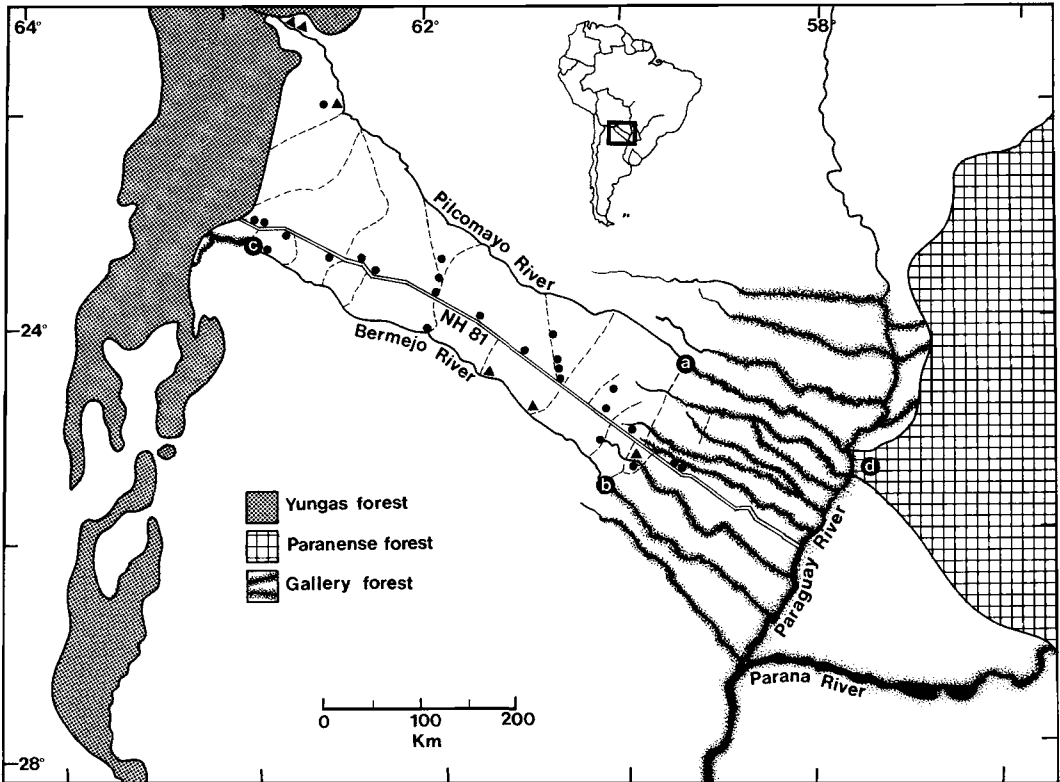 64°
62°
58°
Pilcomayo River
c
NH 81
24°
Bermejo River
a
d
b
Yungas forest
Paranense forest
Gallery forest
Paraguay River
Parana River
0 100 200
Km
28°